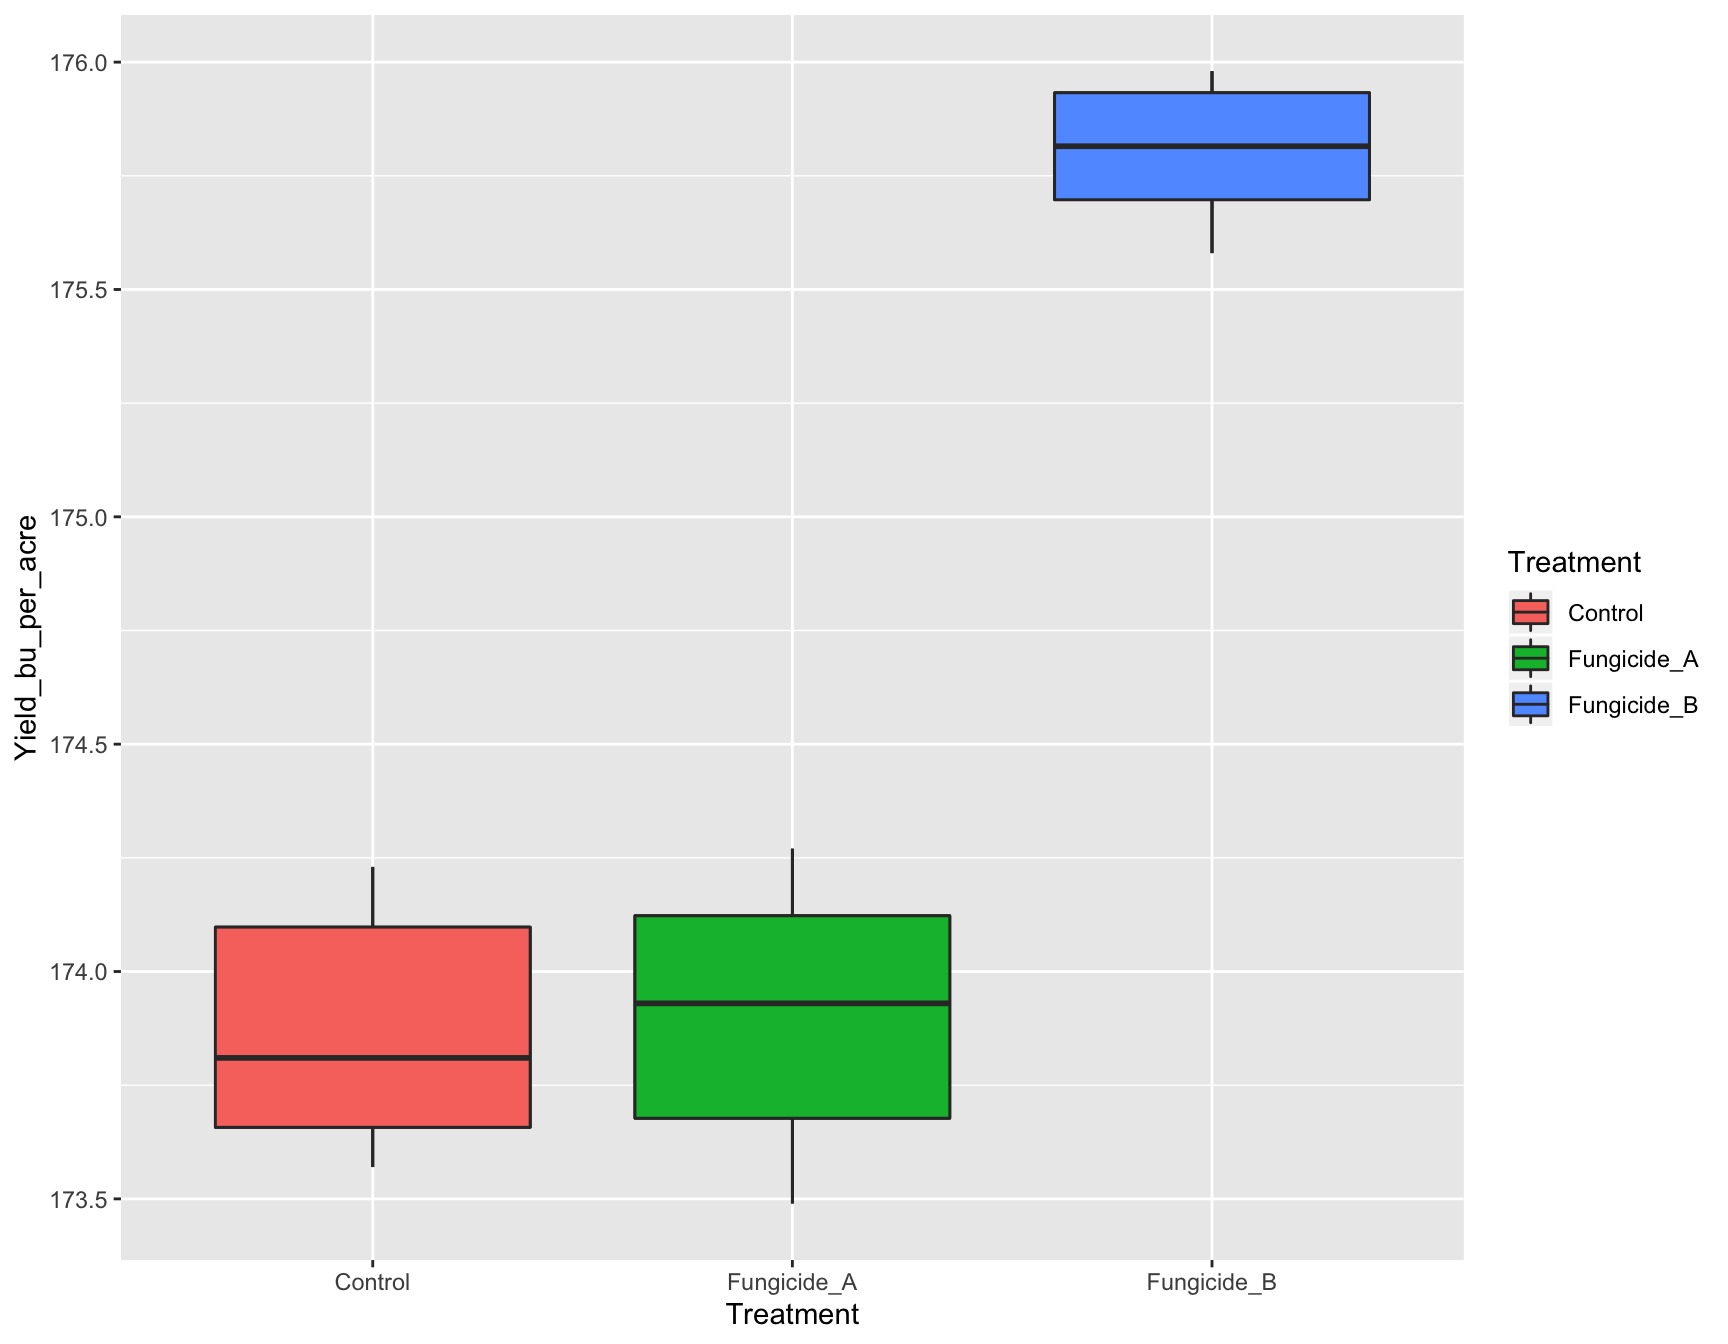 176.0
175.5
175.0
174.5
174.0
173.5
Yield_bu_per_acre
Control
Fungicide_A
Fungicide_B
Treatment
Treatment
Control
Fungicide_A
Fungicide_B